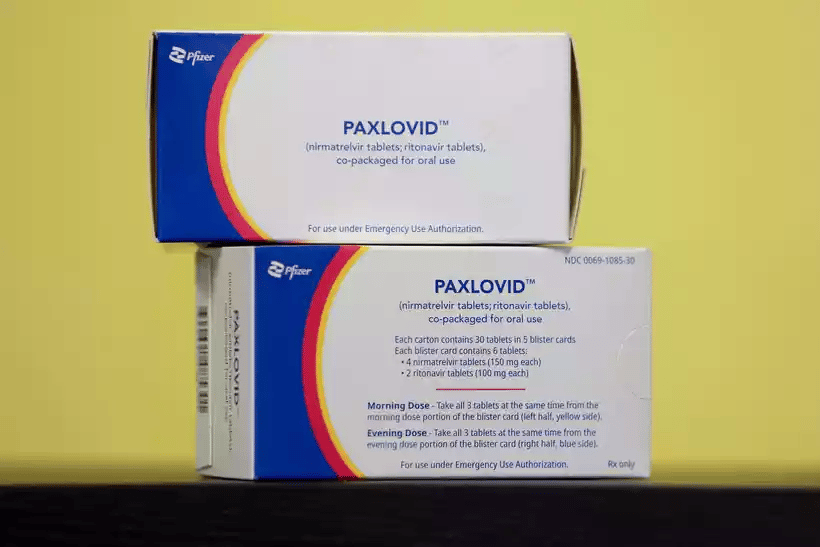 Pfizer
PAXLOVID™
(nirmatrelvir tablets; ritonavir tablets),
co-packaged for oral use
For use under Emergency Use Authorization.
Pfizer
NDC 0069-1085-30
PAXLOVID™
(nirmatrelvir tablets; ritonavir tablets),
co-packaged for oral use
Each carton contains 30 tablets in 5 blister cards
Each blister card contains 6 tablets:
• 4 nirmatrelvir tablets (150 mg each)
• 2 ritonavir tablets (100 mg each)
Morning Dose - Take all 3 tablets at the same time from the
morning dose portion of the blister card (left half, yellow side).
Evening Dose - Take all 3 tablets at the same time from the
evening dose portion of the blister card (right half, blue side).
For use under Emergency Use Authorization.
Rx only
PAXLOVID™